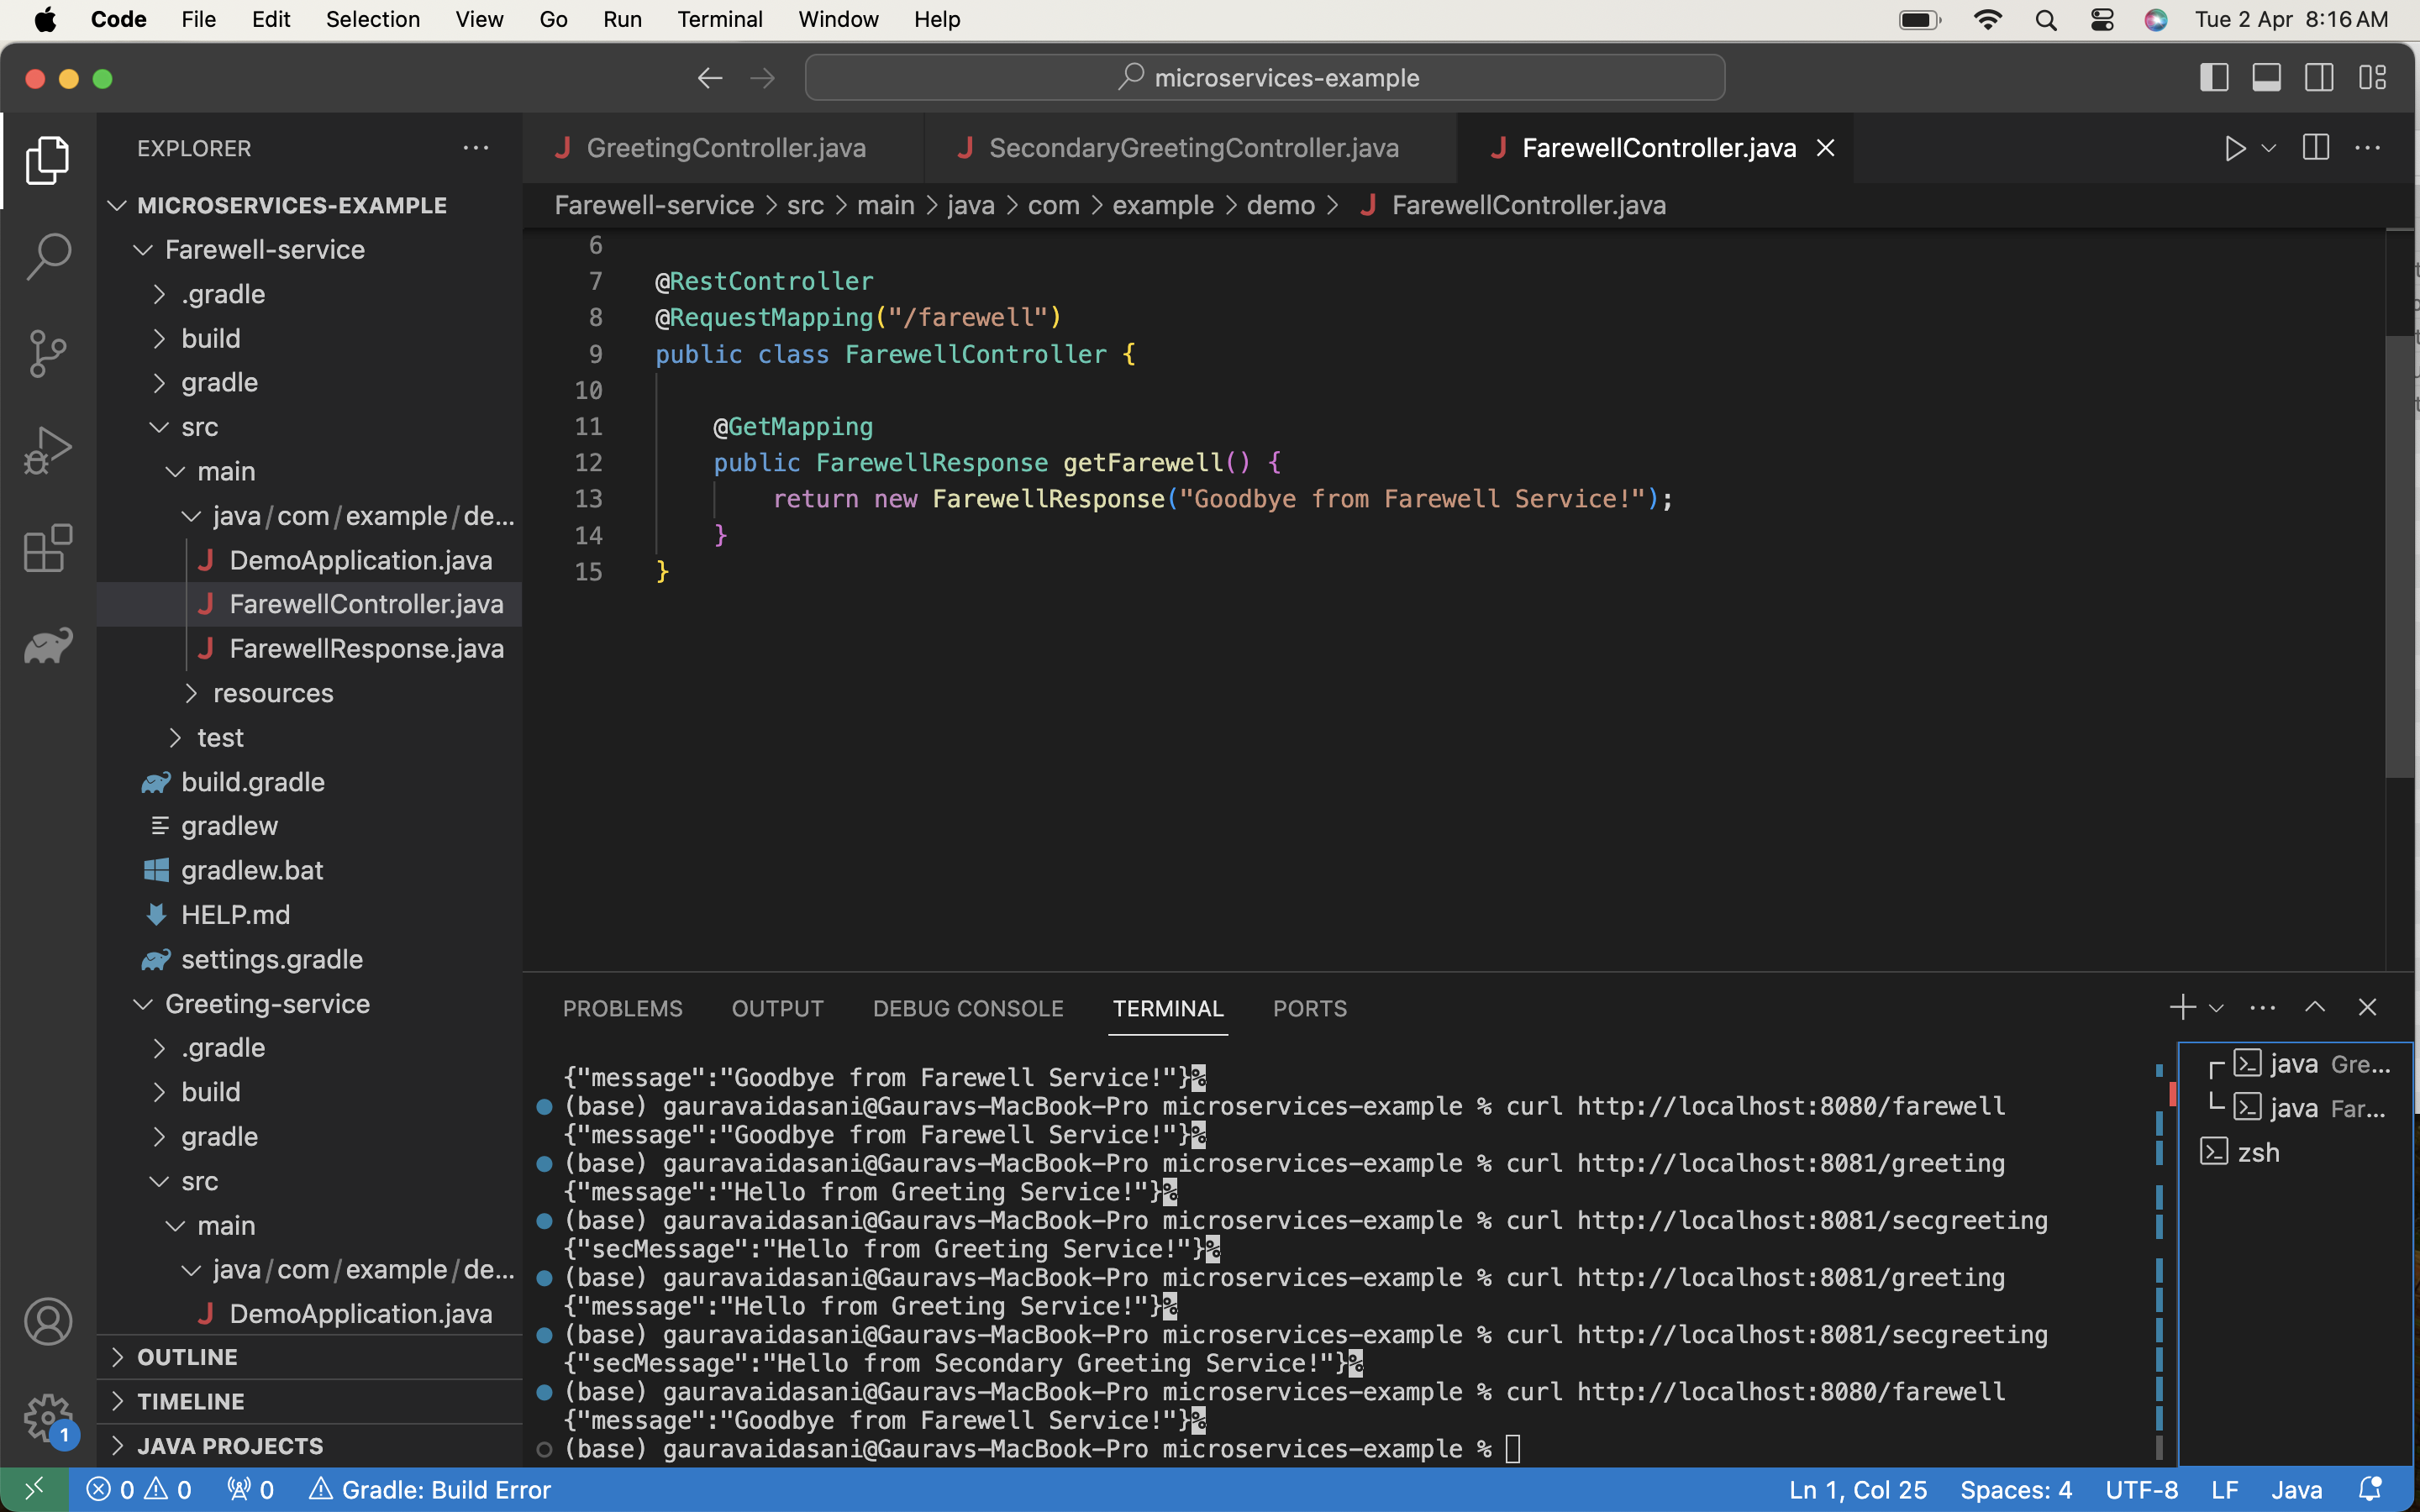 Code File Edit Selection View Go Run Terminal Window Help Tue 2 Apr 8:16 AM
microservices-example
EXPLORER
MICROSERVICES-EXAMPLE
Farewell-service
.gradle
build
gradle
src
main
java/com/example/de...
DemoApplication.java
FarewellController.java
FarewellResponse.java
resources
test
build.gradle
gradlew
gradlew.bat
HELP.md
settings.gradle
Greeting-service
.gradle
build
gradle
src
main
java/com/example/de...
DemoApplication.java
OUTLINE
TIMELINE
JAVA PROJECTS
1
GreetingController.java SecondaryGreetingController.java FarewellController.java
Farewell-service > src > main > java > com > example > demo > FarewellController.java
6
7 @RestController
8 @RequestMapping("/farewell")
9 public class FarewellController {
10
11 @GetMapping
12 public FarewellResponse getFarewell() {
13 return new FarewellResponse("Goodbye from Farewell Service!");
14 }
15 }
PROBLEMS OUTPUT DEBUG CONSOLE TERMINAL PORTS
{"message":"Goodbye from Farewell Service!"}%
(base) gauravaidasani@Gauravs-MacBook-Pro microservices-example % curl http://localhost:8080/farewell
{"message":"Goodbye from Farewell Service!"}%
(base) gauravaidasani@Gauravs-MacBook-Pro microservices-example % curl http://localhost:8081/greeting
{"message":"Hello from Greeting Service!"}%
(base) gauravaidasani@Gauravs-MacBook-Pro microservices-example % curl http://localhost:8081/secgreeting
{"secMessage":"Hello from Greeting Service!"}%
(base) gauravaidasani@Gauravs-MacBook-Pro microservices-example % curl http://localhost:8081/greeting
{"message":"Hello from Greeting Service!"}%
(base) gauravaidasani@Gauravs-MacBook-Pro microservices-example % curl http://localhost:8081/secgreeting
{"secMessage":"Hello from Secondary Greeting Service!"}%
(base) gauravaidasani@Gauravs-MacBook-Pro microservices-example % curl http://localhost:8080/farewell
{"message":"Goodbye from Farewell Service!"}%
(base) gauravaidasani@Gauravs-MacBook-Pro microservices-example %
java Gre...
java Far...
zsh
0 0 0 Gradle: Build Error Ln 1, Col 25 Spaces: 4 UTF-8 LF Java